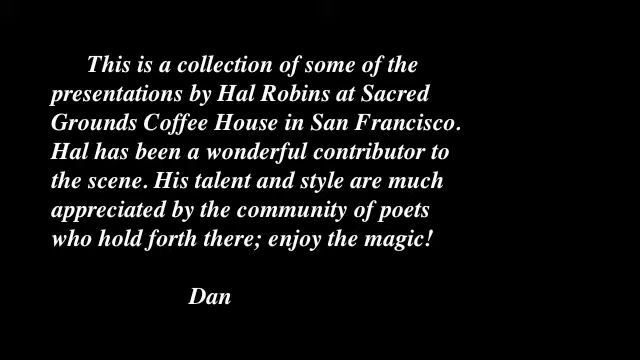 This is a collection of some of the
presentations by Hal Robins at Sacred
Grounds Coffee House in San Francisco.
Hal has been a wonderful contributor to
the scene. His talent and style are much
appreciated by the community of poets
who hold forth there; enjoy the magic!
Dan